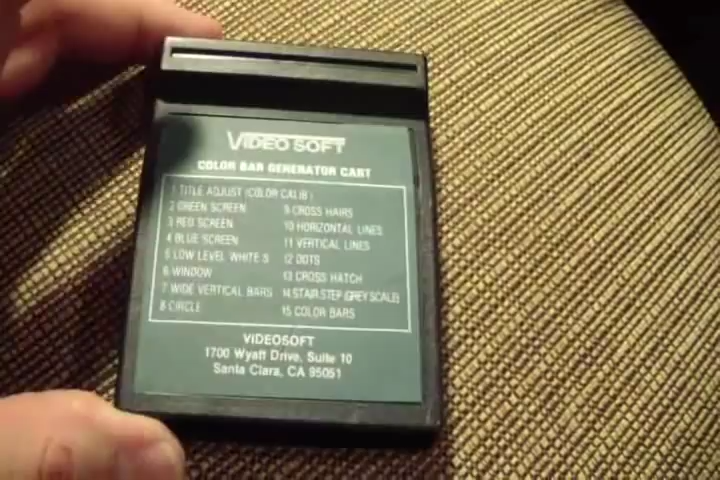 VIDEOSOFT
COLOR BAR GENERATOR CART
1 TITLE ADJUST (COLOR CALIB)
2 GREEN SCREEN
3 RED SCREEN
4 BLUE SCREEN
5 LOW LEVEL WHITE S
6 WINDOW
7 WIDE VERTICAL BARS
8 CIRCLE
9 CROSS HAIRS
10 HORIZONTAL LINES
11 VERTICAL LINES
12 DOTS
13 CROSS HATCH
14 STAIR STEP (GREY SCALE)
15 COLOR BARS
VIDEOSOFT
1700 Wyatt Drive, Suite 10
Santa Clara, CA 95051